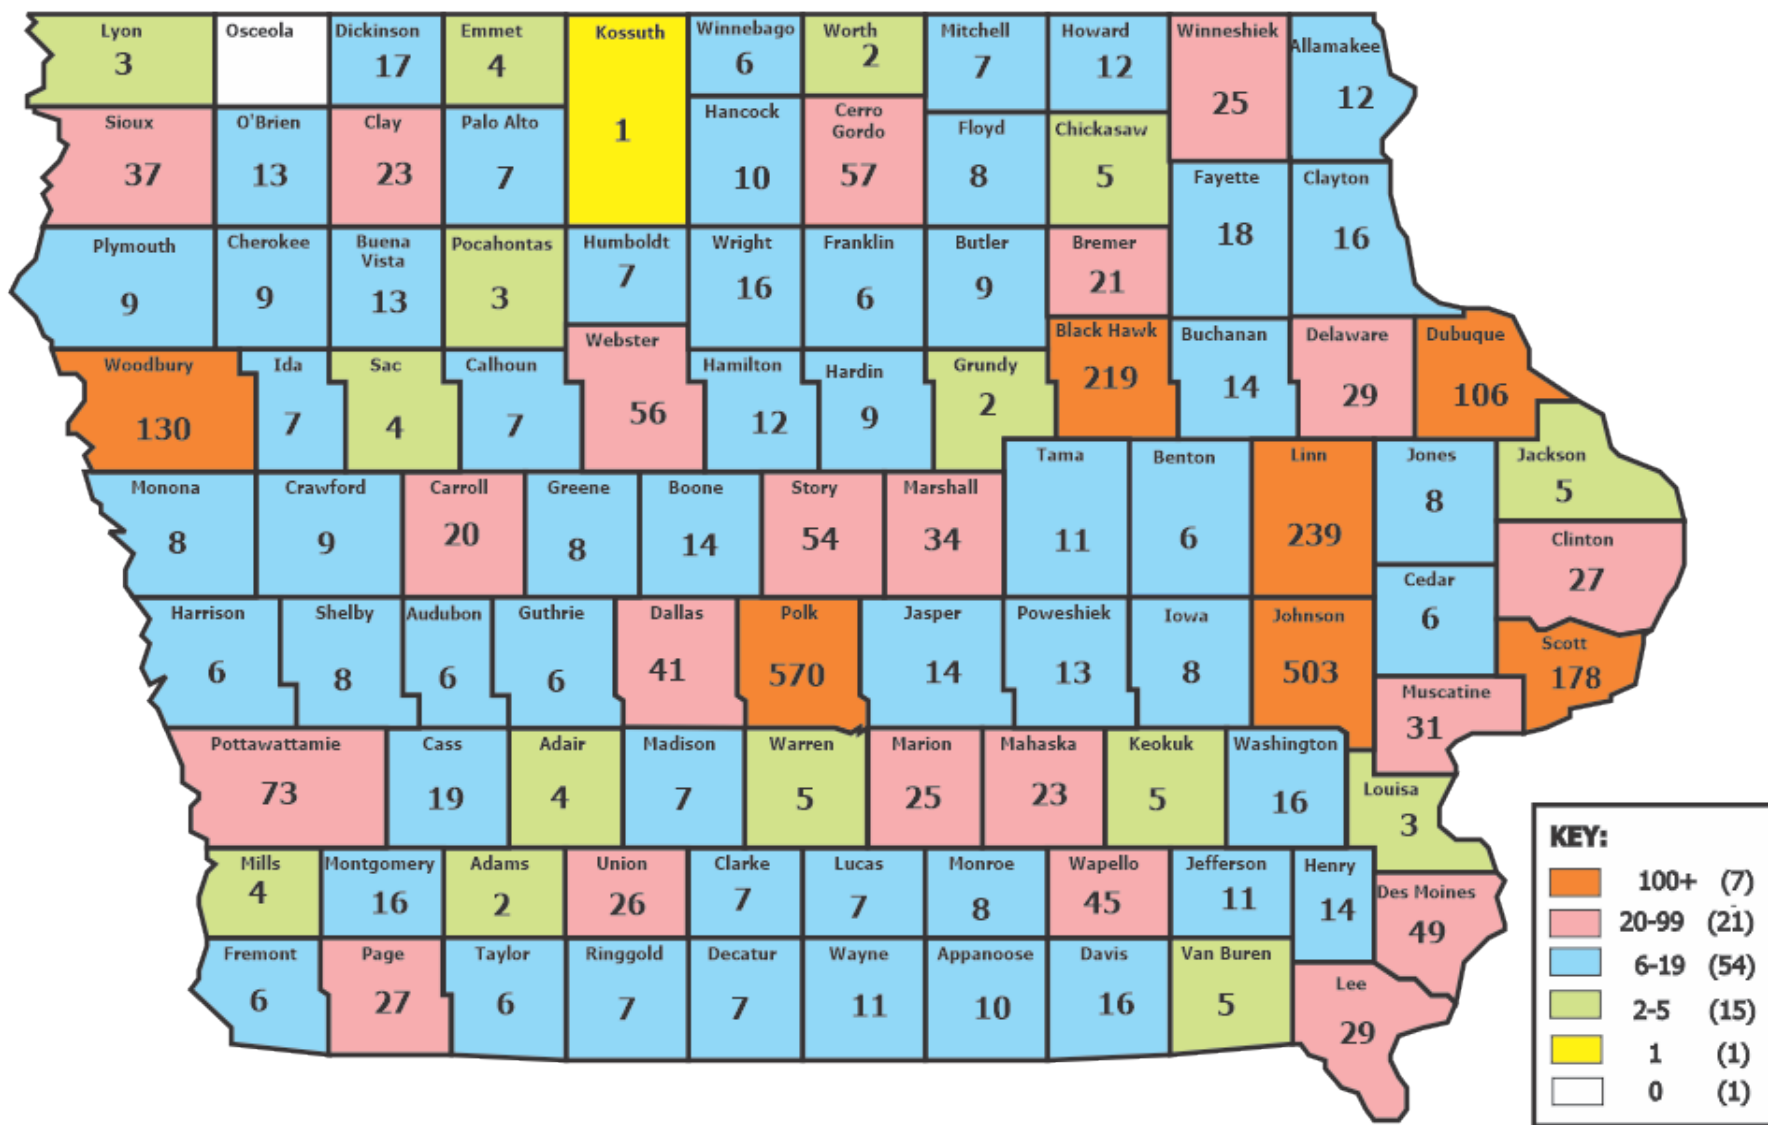 Lyon
3
Osceola
Dickinson
17
Emmet
4
Kossuth
1
Winnebago
6
Worth
2
Mitchell
7
Howard
12
Winneshiek
25
Allamakee
12
Sioux
37
O'Brien
13
Clay
23
Palo Alto
7
Hancock
10
Cerro
Gordo
57
Floyd
8
Chickasaw
5
Fayette
18
Clayton
16
Plymouth
9
Cherokee
9
Buena
Vista
13
Pocahontas
3
Humboldt
7
Wright
16
Franklin
6
Butler
9
Bremer
21
Woodbury
130
Ida
7
Sac
4
Calhoun
7
Webster
56
Hamilton
12
Hardin
9
Grundy
2
Black Hawk
219
Buchanan
14
Delaware
29
Dubuque
106
Monona
8
Crawford
9
Carroll
20
Greene
8
Boone
14
Story
54
Marshall
34
Tama
11
Benton
6
Linn
239
Jones
8
Jackson
5
Clinton
27
Cedar
6
Harrison
6
Shelby
8
Audubon
6
Guthrie
6
Dallas
41
Polk
570
Jasper
14
Poweshiek
13
Iowa
8
Johnson
503
Scott
178
Muscatine
31
Pottawattamie
73
Cass
19
Adair
4
Madison
7
Warren
5
Marion
25
Mahaska
23
Keokuk
5
Washington
16
Louisa
3
Mills
4
Montgomery
16
Adams
2
Union
26
Clarke
7
Lucas
7
Monroe
8
Wapello
45
Jefferson
11
Henry
14
Des Moines
49
Fremont
6
Page
27
Taylor
6
Ringgold
7
Decatur
7
Wayne
11
Appanoose
10
Davis
16
Van Buren
5
Lee
29
KEY:
100+ (7)
20-99 (21)
6-19 (54)
2-5 (15)
1 (1)
0 (1)